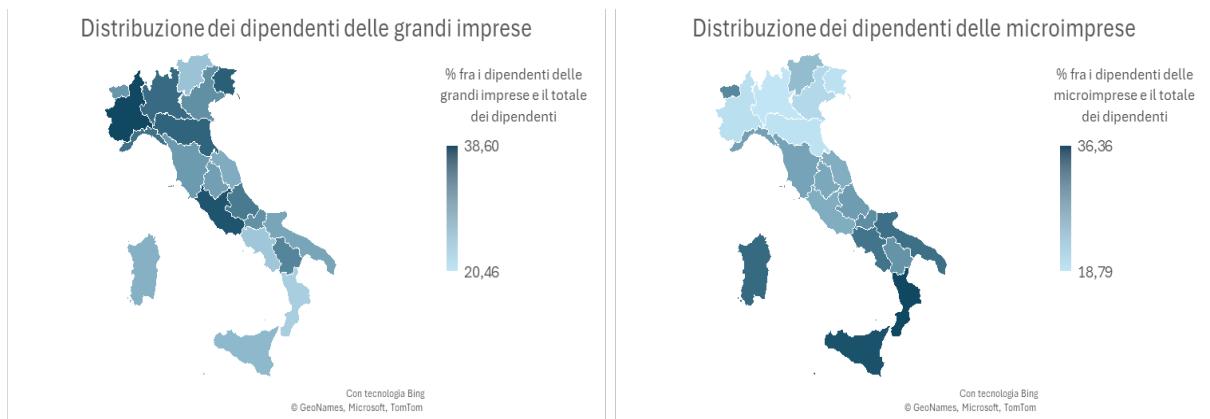 Distribuzione dei dipendenti delle grandi imprese
% fra i dipendenti delle
grandi imprese e il totale
dei dipendenti
38,60
20,46
Con tecnologia Bing
© GeoNames, Microsoft, TomTom
Distribuzione dei dipendenti delle microimprese
% fra i dipendenti delle
microimprese e il totale
dei dipendenti
36,36
18,79
Con tecnologia Bing
© GeoNames, Microsoft, TomTom